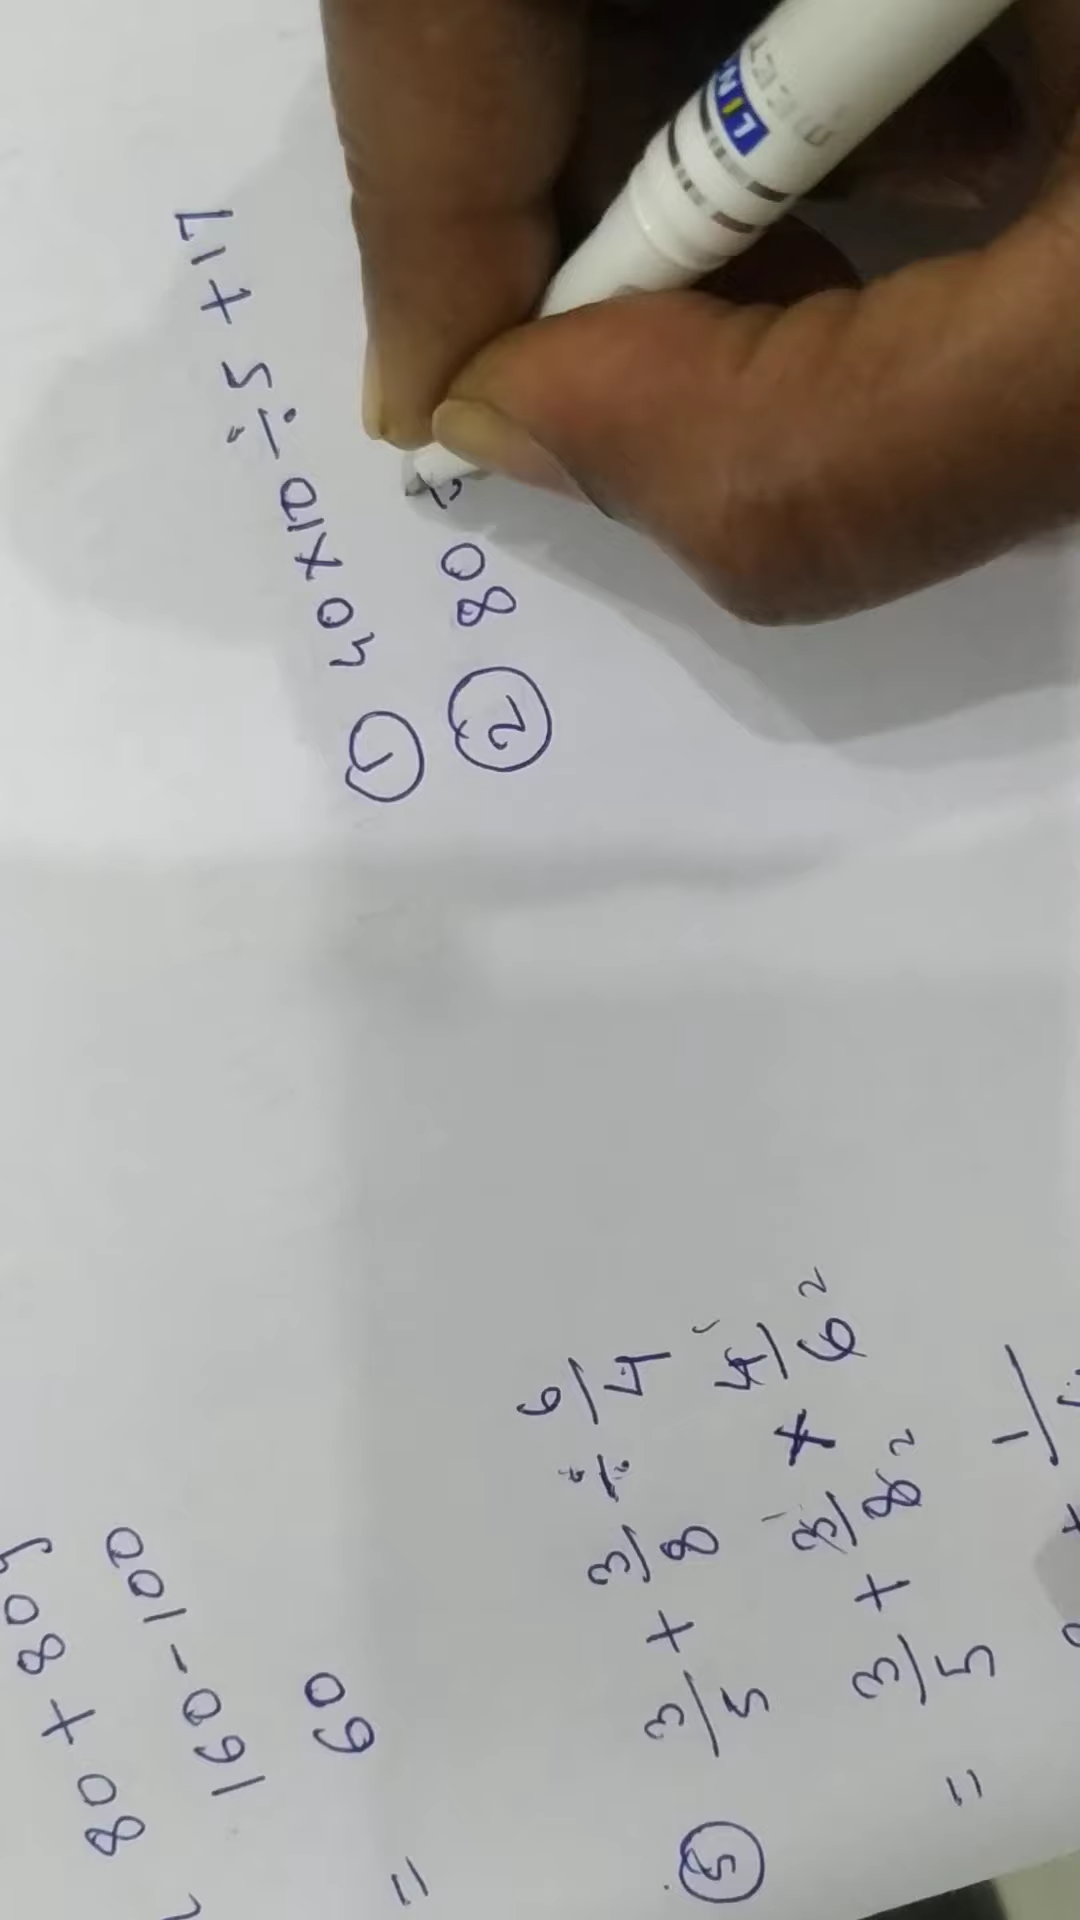 80 + 80
160 - 100
= 60
⑤ 3/5 + 3/8 ÷ 6/4
= 3/5 + 3/8 × 4/6
① 40 × 10 ÷ 5 + 17
② 80